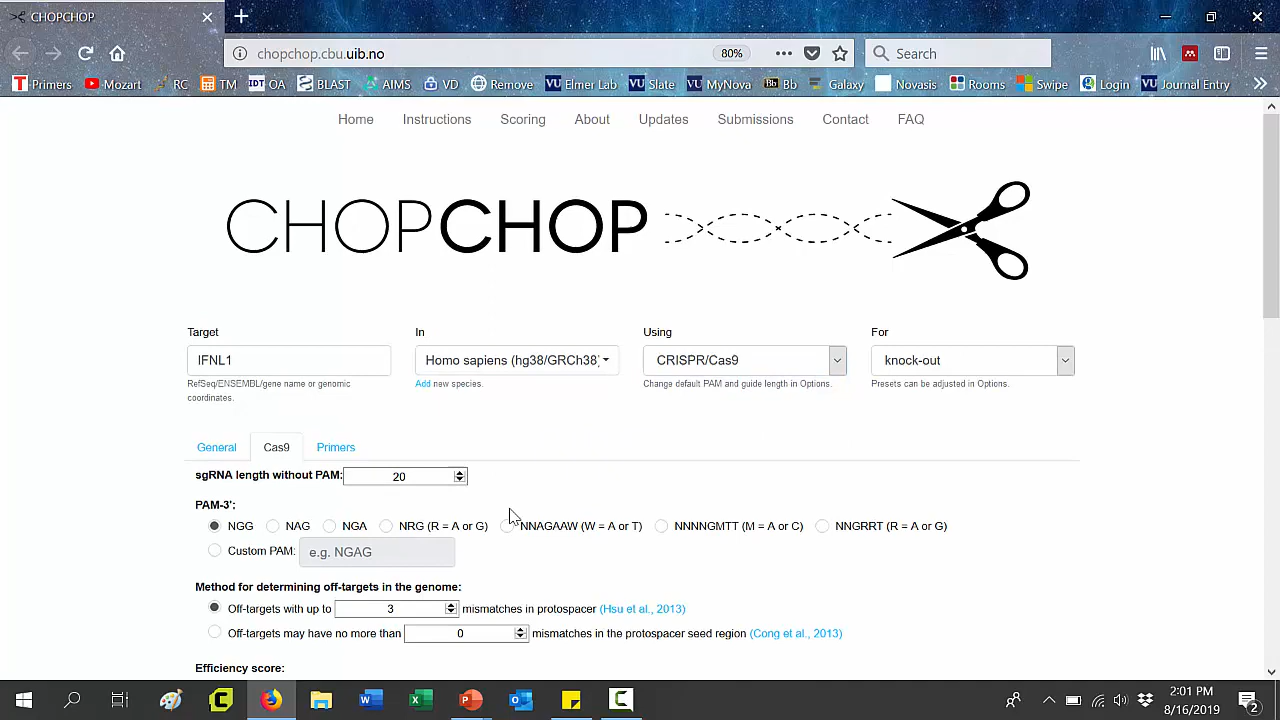 CHOPCHOP
chopchop.cbu.uib.no
80%
Search
Primers
Mozart
RC
TM
IDT OA
BLAST
AIMS
VD
Remove
VU Elmer Lab
VU Slate
VU MyNova
Bb Bb
Galaxy
Novasis
Rooms
Swipe
Login
VU Journal Entry
Home Instructions Scoring About Updates Submissions Contact FAQ
CHOPCHOP
Target In Using For
IFNL1 Homo sapiens (hg38/GRCh38) CRISPR/Cas9 knock-out
RefSeq/ENSEMBL/gene name or genomic
coordinates.
Add new species.
Change default PAM and guide length in Options.
Presets can be adjusted in Options.
General Cas9 Primers
sgRNA length without PAM: 20
PAM-3':
NGG NAG NGA NRG (R = A or G) NNAGAAW (W = A or T) NNNNGMTT (M = A or C) NNGRRT (R = A or G)
Custom PAM: e.g. NGAG
Method for determining off-targets in the genome:
Off-targets with up to 3 mismatches in protospacer (Hsu et al., 2013)
Off-targets may have no more than 0 mismatches in the protospacer seed region (Cong et al., 2013)
Efficiency score:
2:01 PM
8/16/2019
2